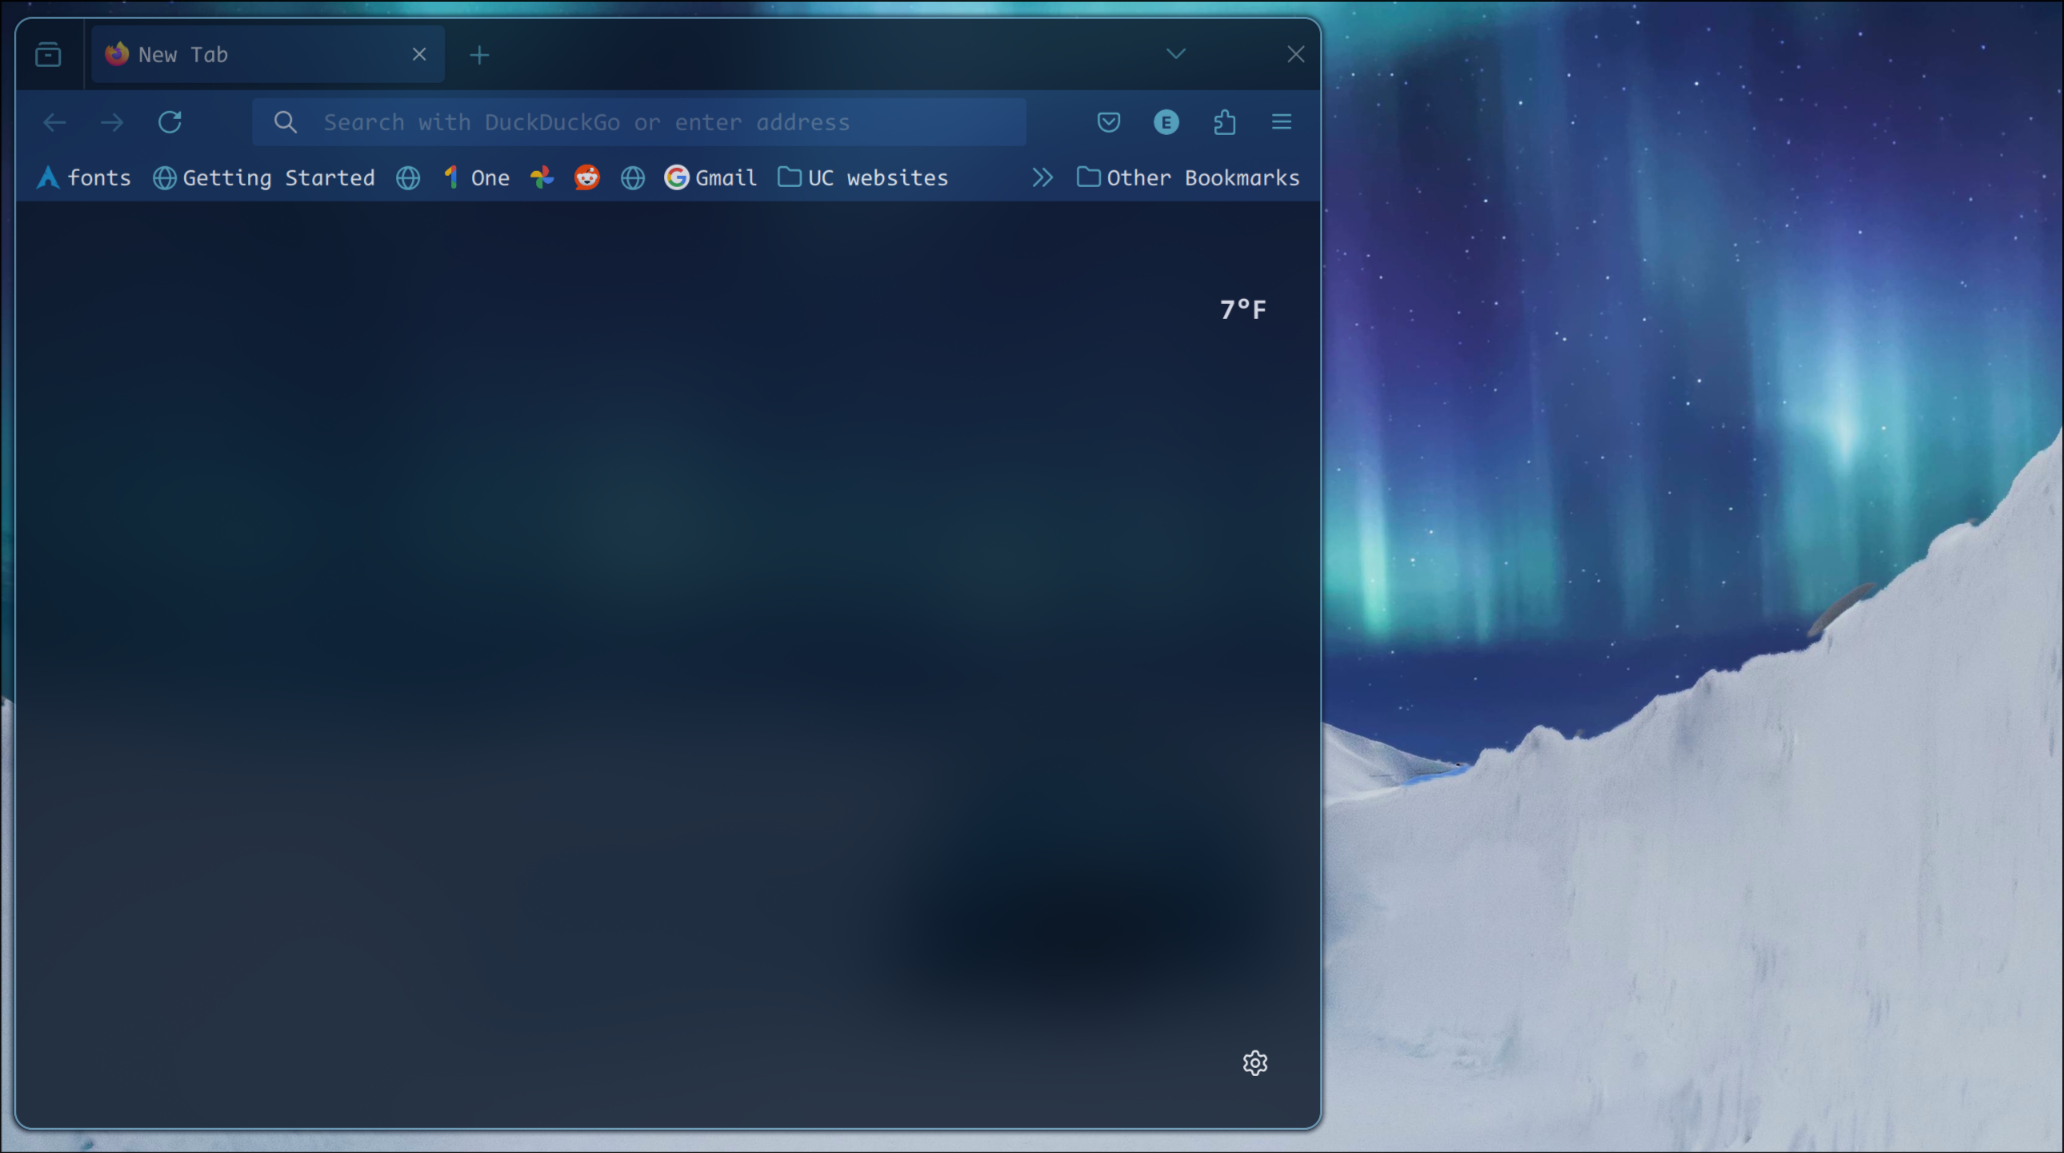 New Tab
Search with DuckDuckGo or enter address
E
fonts Getting Started One Gmail UC websites Other Bookmarks
7°F